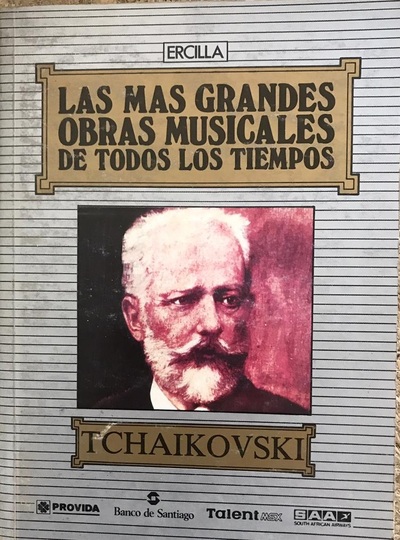 ERCILLA
LAS MAS GRANDES
OBRAS MUSICALES
DE TODOS LOS TIEMPOS
TCHAIKOVSKI
PROVIDA
Banco de Santiago
Talent MSX
SAA
SOUTH AFRICAN AIRWAYS